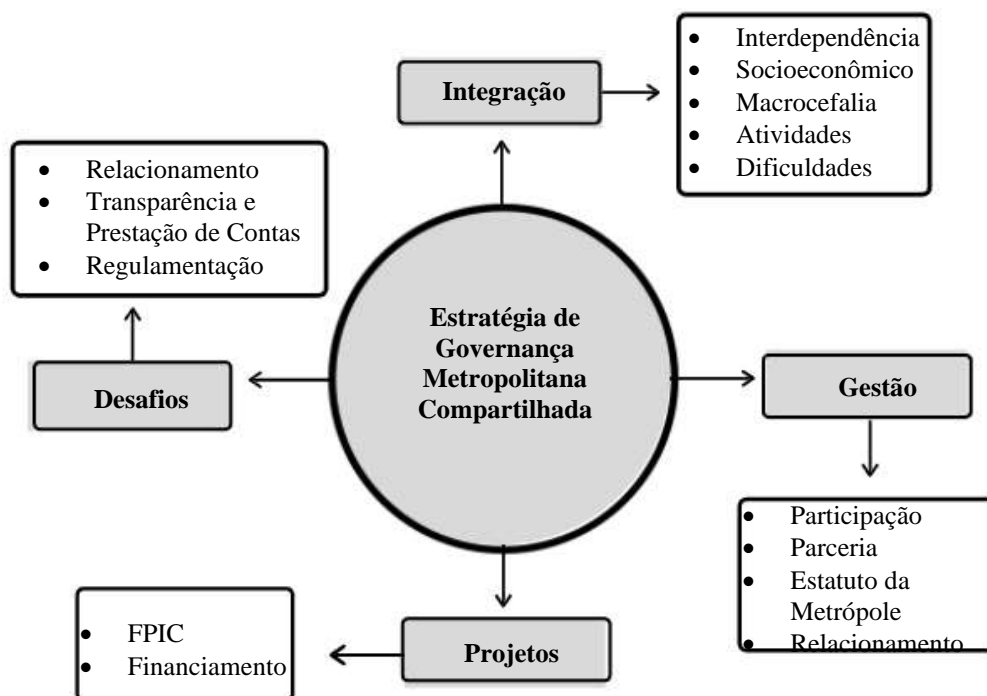 Integração
• Interdependência
• Socioeconômico
• Macrocefalia
• Atividades
• Dificuldades
• Relacionamento
• Transparência e
Prestação de Contas
• Regulamentação
Desafios
Estratégia de
Governança
Metropolitana
Compartilhada
Gestão
• Participação
• Parceria
• Estatuto da
Metrópole
• Relacionamento
• FPIC
• Financiamento
Projetos